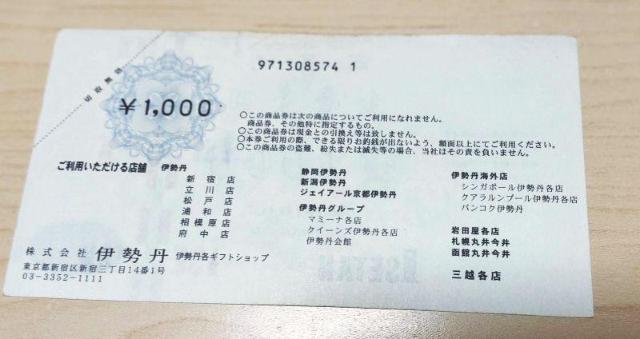 971308574 1
¥1,000
○この商品券は次の商品についてご利用になれません。
商品券、その他特に指定するもの。
○この商品券は現金との引換え等は致しません。
○本券ご利用の際、できる限りお釣銭が出ないよう、額面以上にてご利用ください。
○この商品券の盗難、紛失または滅失等の場合、当社はその責を負いません。
ご利用いただける店舗 伊勢丹
新宿店
立川店
松戸店
浦和店
相模原店
府中店
静岡伊勢丹
新潟伊勢丹
ジェイアール京都伊勢丹
伊勢丹グループ
マミーナ各店
クイーンズ伊勢丹各店
伊勢丹会館
伊勢丹海外店
シンガポール伊勢丹各店
クアラルンプール伊勢丹各店
バンコク伊勢丹
岩田屋各店
札幌丸井今井
函館丸井今井
三越各店
株式会社 伊勢丹 伊勢丹各ギフトショップ
東京都新宿区新宿三丁目14番1号
03-3352-1111